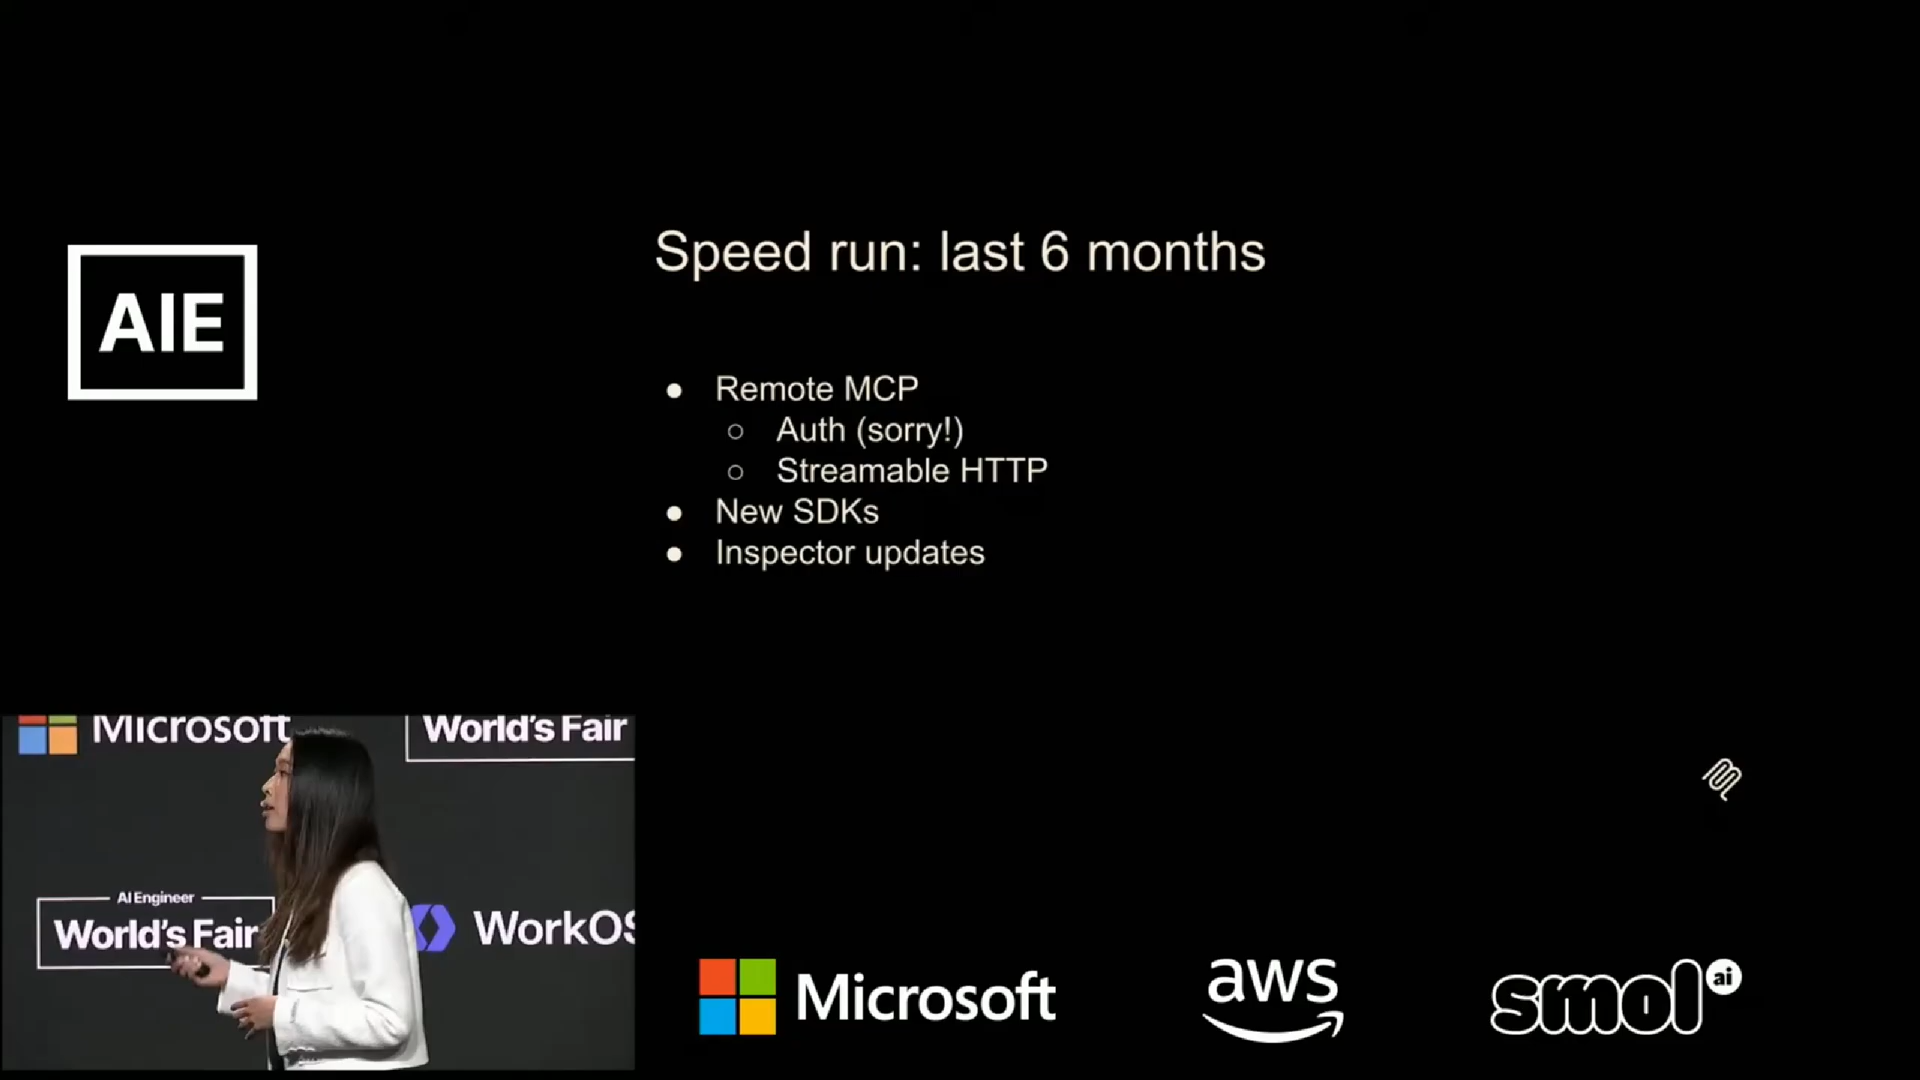 AIE
Speed run: last 6 months
● Remote MCP
○ Auth (sorry!)
○ Streamable HTTP
● New SDKs
● Inspector updates
Microsoft
World's Fair
AI Engineer
World's Fair
WorkOS
Microsoft
aws
smol ai